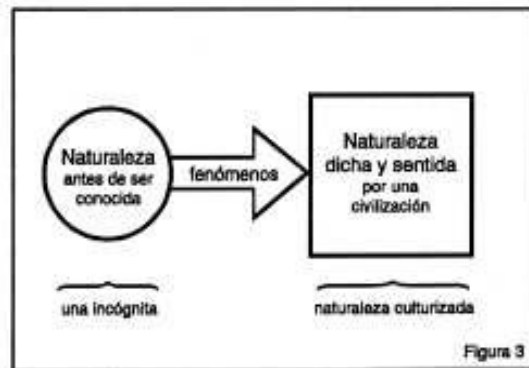 Naturaleza
antes de ser
conocida
fenómenos
Naturaleza
dicha y sentida
por una
civilización
una incógnita
naturaleza culturizada
Figura 3